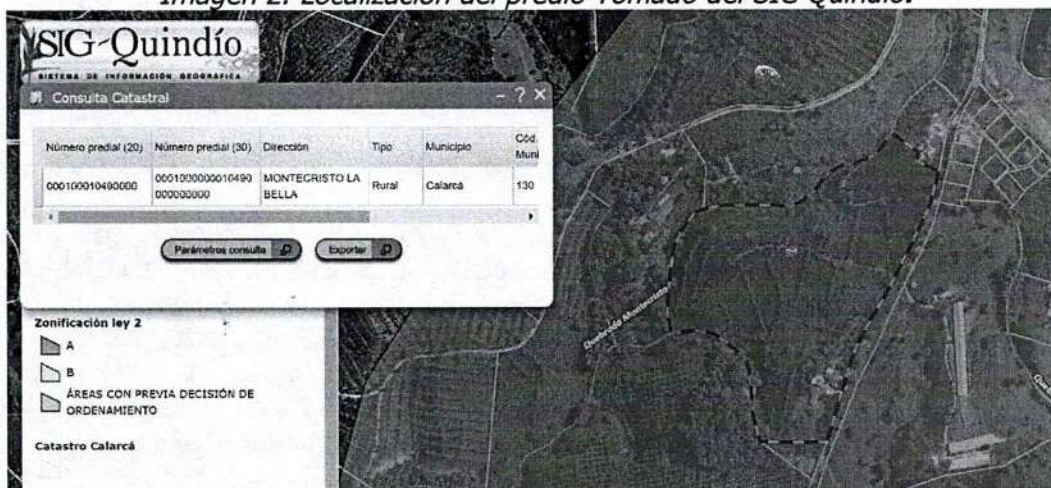 Imagen 2. Localización del predio Tomado del SIG Quindío.
SIG-Quindío
SISTEMA DE INFORMACIÓN GEOGRÁFICA
Consulta Catastral
Número predial (20) Número predial (30) Dirección Tipo Municipio Cód. Muni
000100010490000 0001000000010490 000000000 MONTECRISTO LA BELLA Rural Calarcá 130
Parámetros consulta Exportar
Zonificación ley 2
A
B
ÁREAS CON PREVIA DECISIÓN DE
ORDENAMIENTO
Catastro Calarcá
Quebrada Montecristo